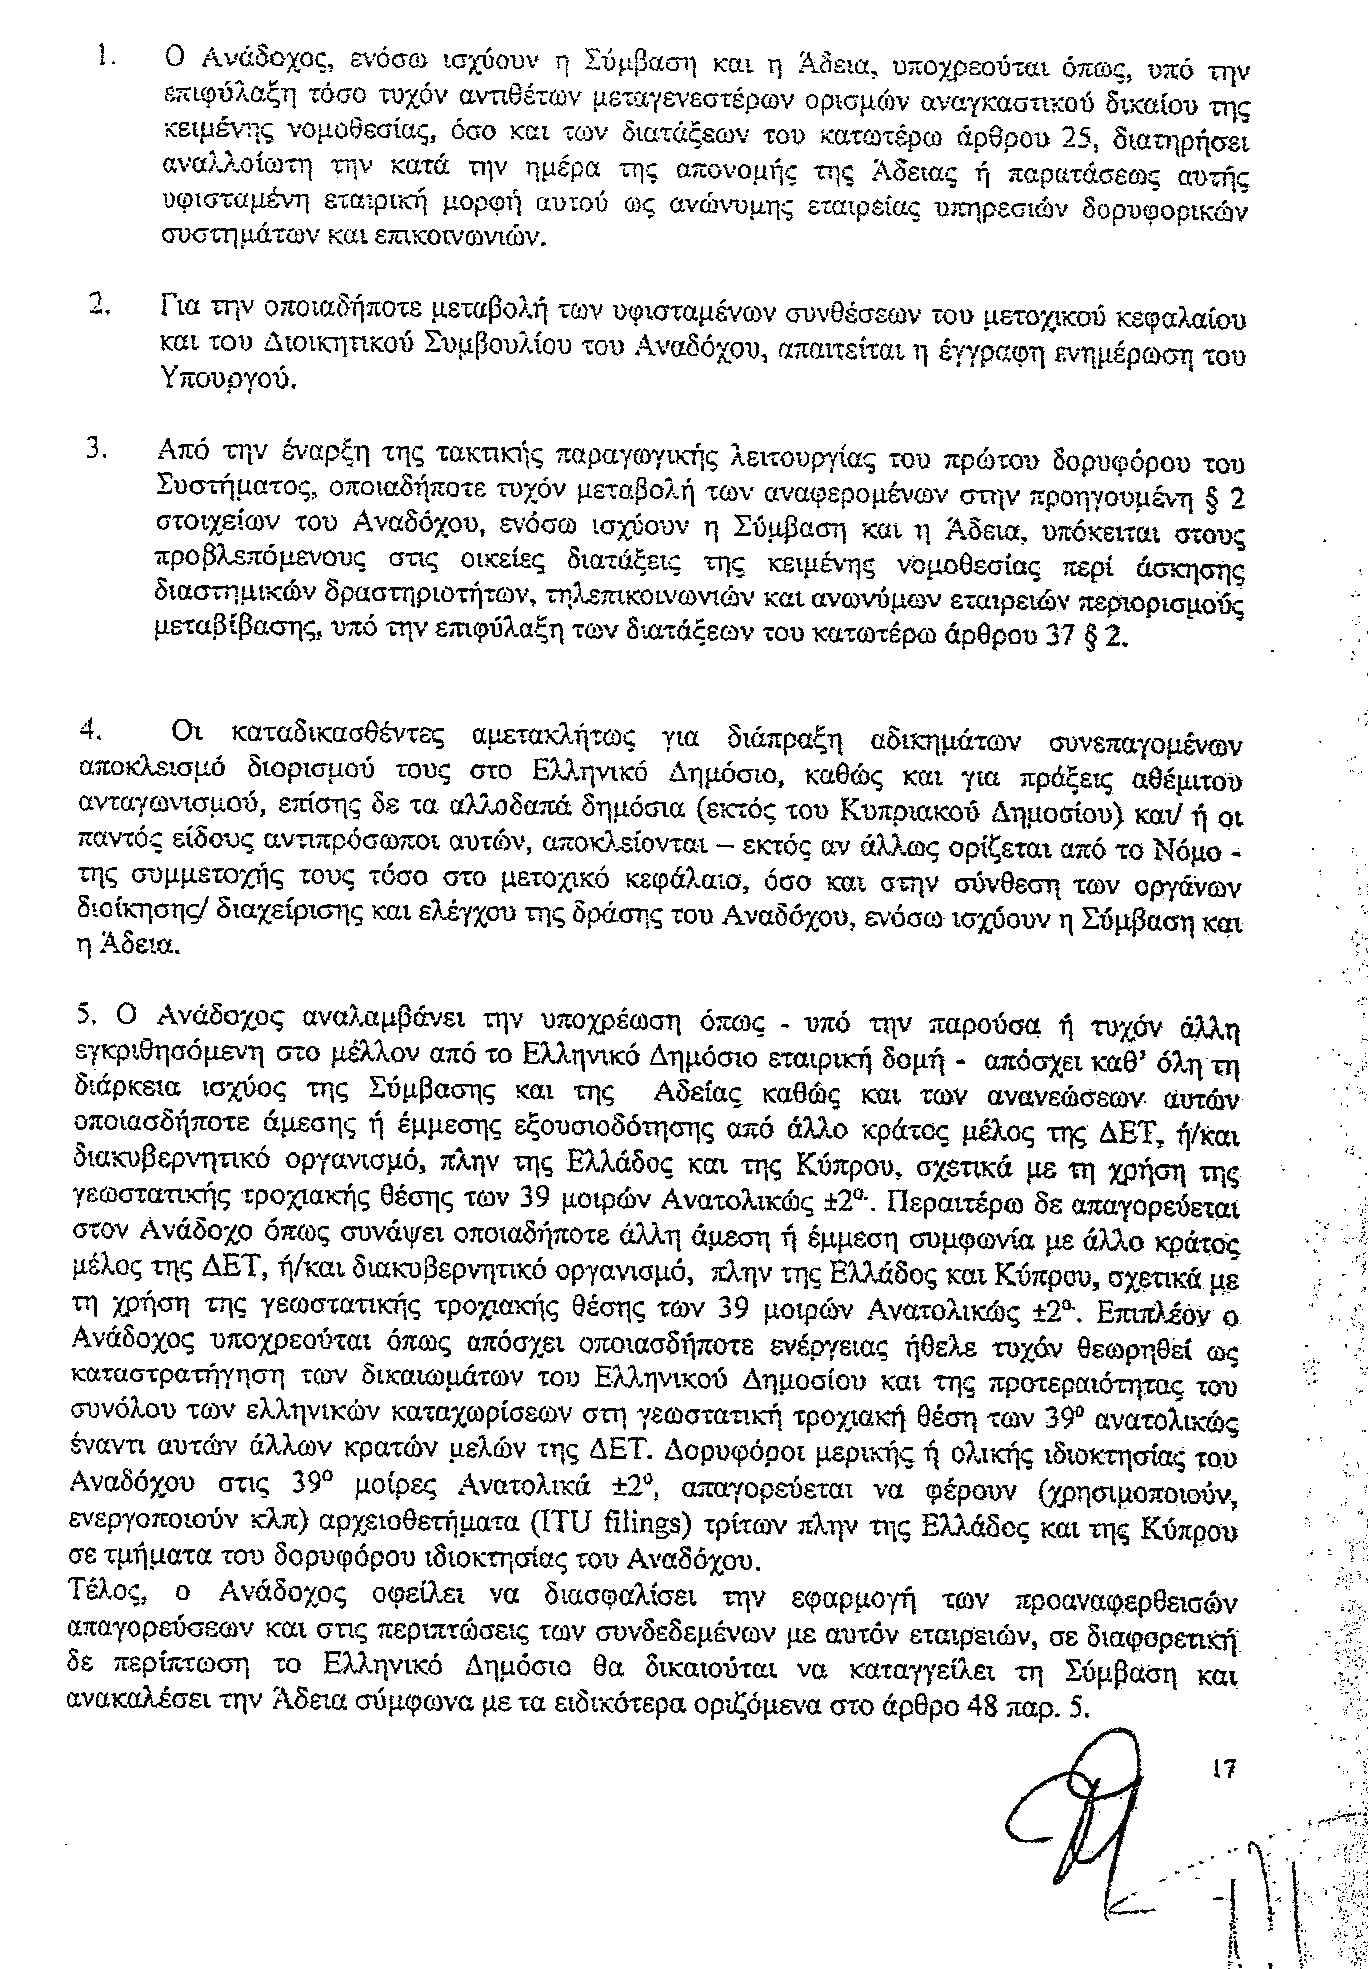 1. Ο Ανάδοχος, ενόσω ισχύουν η Σύμβαση και η Άδεια, υποχρεούται όπως, υπό την
επιφύλαξη τόσο τυχόν αντιθέτων μεταγενεστέρων ορισμών αναγκαστικού δικαίου της
κειμένης νομοθεσίας, όσο και των διατάξεων του κατωτέρω άρθρου 25, διατηρήσει
αναλλοίωτη την κατά την ημέρα της απονομής της Άδειας ή παρατάσεως αυτής
υφισταμένη εταιρική μορφή αυτού ως ανώνυμης εταιρείας υπηρεσιών δορυφορικών
συστημάτων και επικοινωνιών.
2. Για την οποιαδήποτε μεταβολή των υφισταμένων συνθέσεων του μετοχικού κεφαλαίου
και του Διοικητικού Συμβουλίου του Αναδόχου, απαιτείται η έγγραφη ενημέρωση του
Υπουργού.
3. Από την έναρξη της τακτικής παραγωγικής λειτουργίας του πρώτου δορυφόρου του
Συστήματος, οποιαδήποτε τυχόν μεταβολή των αναφερομένων στην προηγουμένη § 2
στοιχείων του Αναδόχου, ενόσω ισχύουν η Σύμβαση και η Άδεια, υπόκειται στους
προβλεπόμενους στις οικείες διατάξεις της κειμένης νομοθεσίας περί άσκησης
διαστημικών δραστηριοτήτων, τηλεπικοινωνιών και ανωνύμων εταιρειών περιορισμούς
μεταβίβασης, υπό την επιφύλαξη των διατάξεων του κατωτέρω άρθρου 37 § 2.
4. Οι καταδικασθέντες αμετακλήτως για διάπραξη αδικημάτων συνεπαγομένων
αποκλεισμό διορισμού τους στο Ελληνικό Δημόσιο, καθώς και για πράξεις αθέμιτου
ανταγωνισμού, επίσης δε τα αλλοδαπά δημόσια (εκτός του Κυπριακού Δημοσίου) και/ ή οι
παντός είδους αντιπρόσωποι αυτών, αποκλείονται – εκτός αν άλλως ορίζεται από το Νόμο -
της συμμετοχής τους τόσο στο μετοχικό κεφάλαιο, όσο και στην σύνθεση των οργάνων
διοίκησης/ διαχείρισης και ελέγχου της δράσης του Αναδόχου, ενόσω ισχύουν η Σύμβαση και
η Άδεια.
5. Ο Ανάδοχος αναλαμβάνει την υποχρέωση όπως - υπό την παρούσα ή τυχόν άλλη
εγκριθησόμενη στο μέλλον από το Ελληνικό Δημόσιο εταιρική δομή - απόσχει καθ' όλη τη
διάρκεια ισχύος της Σύμβασης και της Αδείας καθώς και των ανανεώσεων αυτών
οποιασδήποτε άμεσης ή έμμεσης εξουσιοδότησης από άλλο κράτος μέλος της ΔΕΤ, ή/και
διακυβερνητικό οργανισμό, πλην της Ελλάδος και της Κύπρου, σχετικά με τη χρήση της
γεωστατικής τροχιακής θέσης των 39 μοιρών Ανατολικώς ±2ο. Περαιτέρω δε απαγορεύεται
στον Ανάδοχο όπως συνάψει οποιαδήποτε άλλη άμεση ή έμμεση συμφωνία με άλλο κράτος
μέλος της ΔΕΤ, ή/και διακυβερνητικό οργανισμό, πλην της Ελλάδος και Κύπρου, σχετικά με
τη χρήση της γεωστατικής τροχιακής θέσης των 39 μοιρών Ανατολικώς ±2ο. Επιπλέον ο
Ανάδοχος υποχρεούται όπως απόσχει οποιασδήποτε ενέργειας ήθελε τυχόν θεωρηθεί ως
καταστρατήγηση των δικαιωμάτων του Ελληνικού Δημοσίου και της προτεραιότητας του
συνόλου των ελληνικών καταχωρίσεων στη γεωστατική τροχιακή θέση των 39ο ανατολικώς
έναντι αυτών άλλων κρατών μελών της ΔΕΤ. Δορυφόροι μερικής ή ολικής ιδιοκτησίας του
Αναδόχου στις 39ο μοίρες Ανατολικά ±2ο, απαγορεύεται να φέρουν (χρησιμοποιούν,
ενεργοποιούν κλπ) αρχειοθετήματα (ITU filings) τρίτων πλην της Ελλάδος και της Κύπρου
σε τμήματα του δορυφόρου ιδιοκτησίας του Αναδόχου.
Τέλος, ο Ανάδοχος οφείλει να διασφαλίσει την εφαρμογή των προαναφερθεισών
απαγορεύσεων και στις περιπτώσεις των συνδεδεμένων με αυτόν εταιρειών, σε διαφορετική
δε περίπτωση το Ελληνικό Δημόσιο θα δικαιούται να καταγγείλει τη Σύμβαση και
ανακαλέσει την Άδεια σύμφωνα με τα ειδικότερα οριζόμενα στο άρθρο 48 παρ. 5.
17